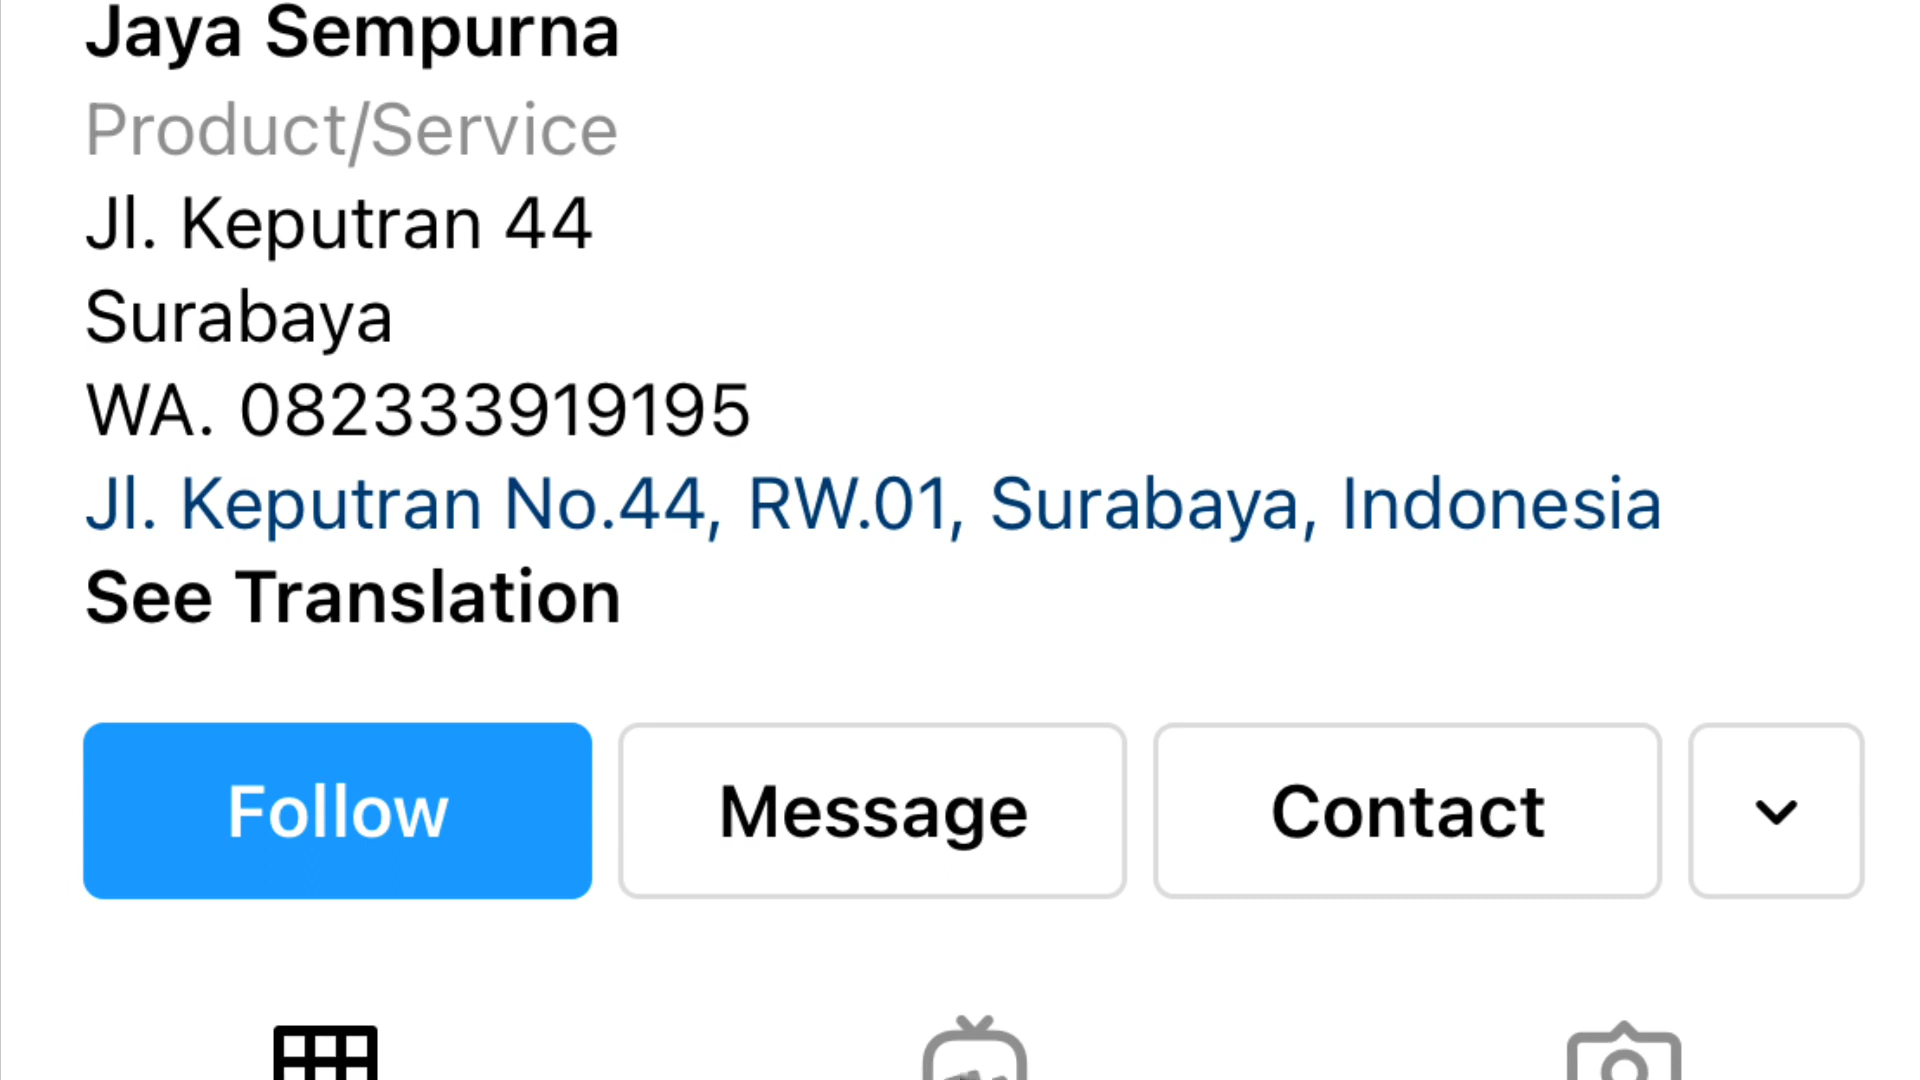 Jaya Sempurna
Product/Service
Jl. Keputran 44
Surabaya
WA. 082333919195
Jl. Keputran No.44, RW.01, Surabaya, Indonesia
See Translation
Follow Message Contact